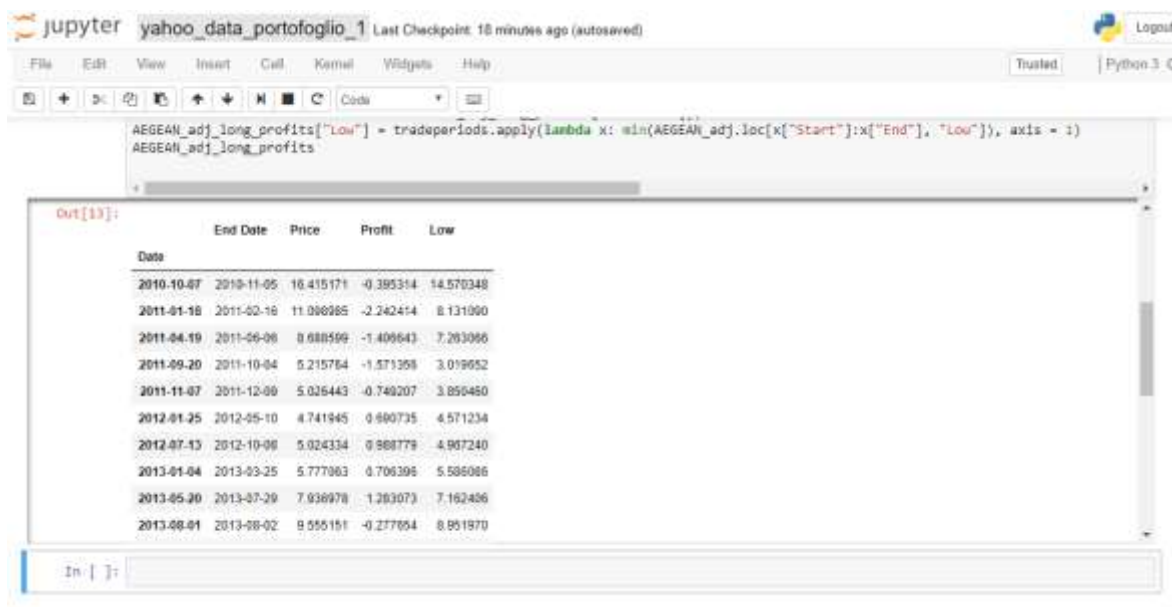 jupyter yahoo_data_portofoglio_1 Last Checkpoint: 18 minutes ago (autosaved) Logout
File Edit View Insert Cell Kernel Widgets Help Trusted Python 3
Code
AEGEAN_adj_long_profits["Low"] = tradeperiods.apply(lambda x: min(AEGEAN_adj.loc[x["Start"]:x["End"], "Low"]), axis = 1)
AEGEAN_adj_long_profits
Out[13]:
End Date Price Profit Low
Date
2010-10-07 2010-11-05 16.415171 -0.395314 14.570348
2011-01-18 2011-02-16 11.098985 -2.242414 8.131090
2011-04-19 2011-06-06 8.688599 -1.406643 7.263066
2011-09-20 2011-10-04 5.215764 -1.571356 3.019652
2011-11-07 2011-12-09 5.026443 -0.749207 3.850460
2012-01-25 2012-05-10 4.741945 0.690735 4.571234
2012-07-13 2012-10-08 5.024334 0.988779 4.967240
2013-01-04 2013-03-25 5.777063 0.706396 5.586086
2013-05-20 2013-07-29 7.936978 1.283073 7.162406
2013-08-01 2013-08-02 9.555151 -0.277654 8.951970
In [ ]: